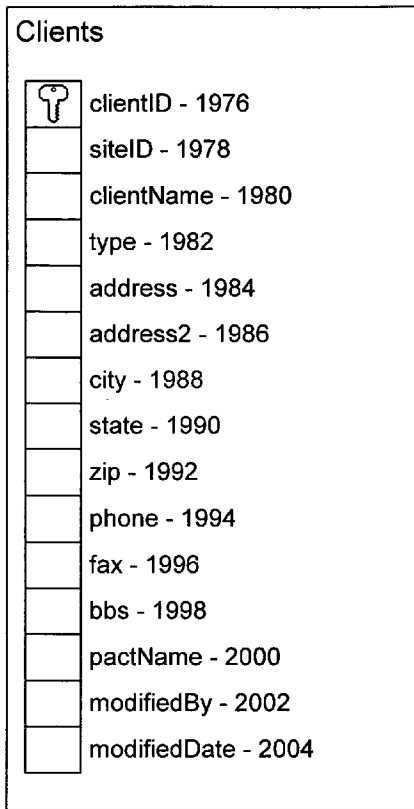 Clients
clientID - 1976
siteID - 1978
clientName - 1980
type - 1982
address - 1984
address2 - 1986
city - 1988
state - 1990
zip - 1992
phone - 1994
fax - 1996
bbs - 1998
pactName - 2000
modifiedBy - 2002
modifiedDate - 2004